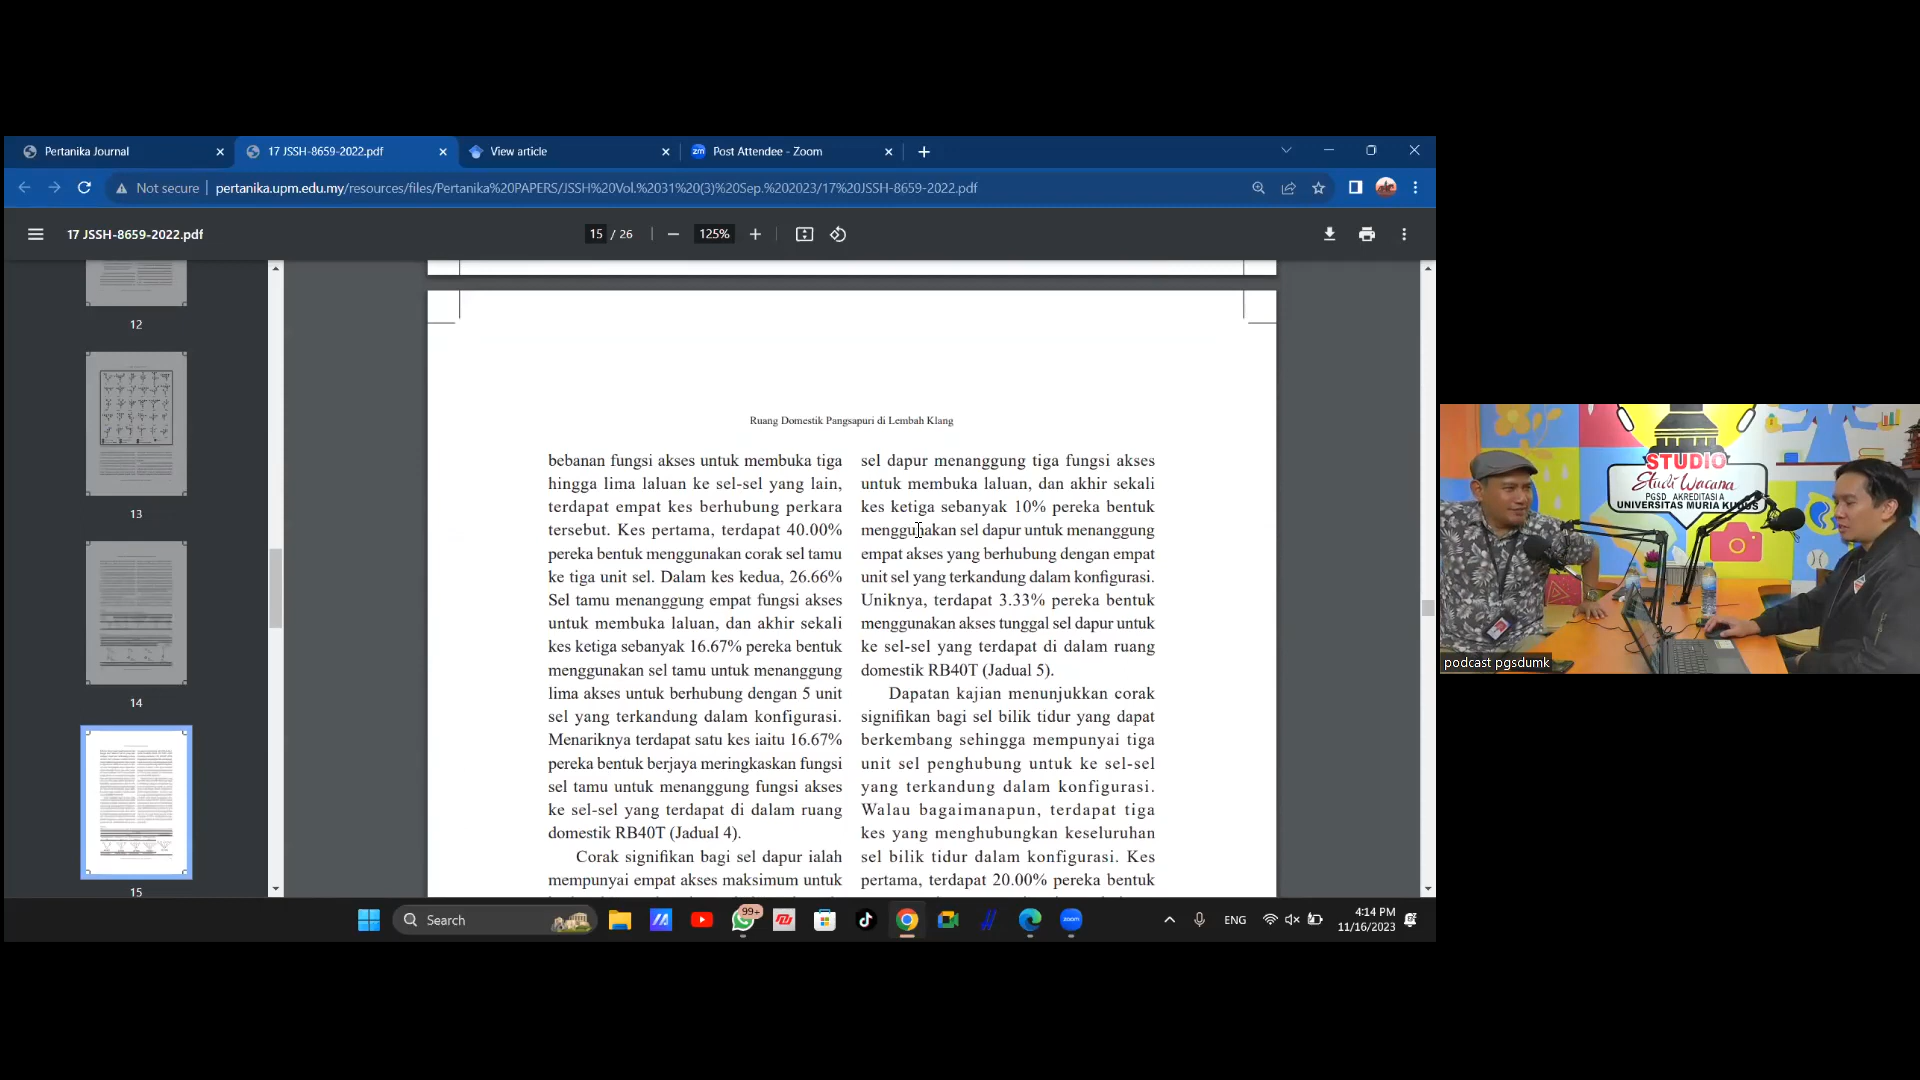 Pertanika Journal
17 JSSH-8659-2022.pdf
View article
Post Attendee - Zoom
Not secure
pertanika.upm.edu.my/resources/files/Pertanika%20PAPERS/JSSH%20Vol.%2031%20(3)%20Sep.%202023/17%20JSSH-8659-2022.pdf
17 JSSH-8659-2022.pdf
15 / 26
125%
12
13
14
15
Ruang Domestik Pangsapuri di Lembah Klang
bebanan fungsi akses untuk membuka tiga
hingga lima laluan ke sel-sel yang lain,
terdapat empat kes berhubung perkara
tersebut. Kes pertama, terdapat 40.00%
pereka bentuk menggunakan corak sel tamu
ke tiga unit sel. Dalam kes kedua, 26.66%
Sel tamu menanggung empat fungsi akses
untuk membuka laluan, dan akhir sekali
kes ketiga sebanyak 16.67% pereka bentuk
menggunakan sel tamu untuk menanggung
lima akses untuk berhubung dengan 5 unit
sel yang terkandung dalam konfigurasi.
Menariknya terdapat satu kes iaitu 16.67%
pereka bentuk berjaya meringkaskan fungsi
sel tamu untuk menanggung fungsi akses
ke sel-sel yang terdapat di dalam ruang
domestik RB40T (Jadual 4).
Corak signifikan bagi sel dapur ialah
mempunyai empat akses maksimum untuk
sel dapur menanggung tiga fungsi akses
untuk membuka laluan, dan akhir sekali
kes ketiga sebanyak 10% pereka bentuk
menggunakan sel dapur untuk menanggung
empat akses yang berhubung dengan empat
unit sel yang terkandung dalam konfigurasi.
Uniknya, terdapat 3.33% pereka bentuk
menggunakan akses tunggal sel dapur untuk
ke sel-sel yang terdapat di dalam ruang
domestik RB40T (Jadual 5).
Dapatan kajian menunjukkan corak
signifikan bagi sel bilik tidur yang dapat
berkembang sehingga mempunyai tiga
unit sel penghubung untuk ke sel-sel
yang terkandung dalam konfigurasi.
Walau bagaimanapun, terdapat tiga
kes yang menghubungkan keseluruhan
sel bilik tidur dalam konfigurasi. Kes
pertama, terdapat 20.00% pereka bentuk
STUDIO
Studi Wacana
PGSD AKREDITASI A
UNIVERSITAS MURIA KUDUS
podcast pgsdumk
Search
99+
zoom
ENG
4:14 PM
11/16/2023